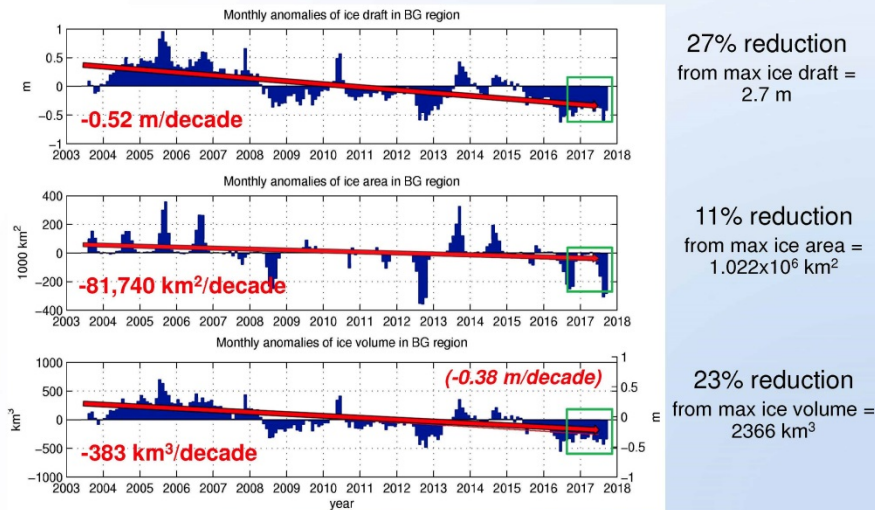 Monthly anomalies of ice draft in BG region
1
0.5
0
-0.5
-1
m
-0.52 m/decade
2003 2004 2005 2006 2007 2008 2009 2010 2011 2012 2013 2014 2015 2016 2017 2018
27% reduction
from max ice draft =
2.7 m
Monthly anomalies of ice area in BG region
400
200
0
-200
-400
1000 km²
-81,740 km²/decade
2003 2004 2005 2006 2007 2008 2009 2010 2011 2012 2013 2014 2015 2016 2017 2018
11% reduction
from max ice area =
1.022x10⁶ km²
Monthly anomalies of ice volume in BG region
1000
500
0
-500
-1000
km³
(-0.38 m/decade)
-383 km³/decade
1
0.5
0
-0.5
-1
m
2003 2004 2005 2006 2007 2008 2009 2010 2011 2012 2013 2014 2015 2016 2017 2018
year
23% reduction
from max ice volume =
2366 km³